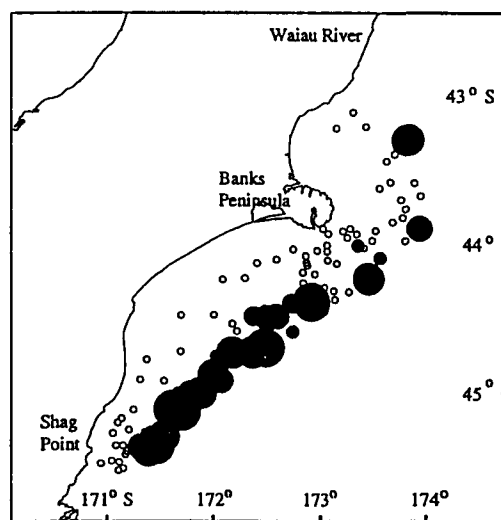 Waiau River
43° S
Banks
Peninsula
44°
45°
Shag
Point
171° S
172°
173°
174°